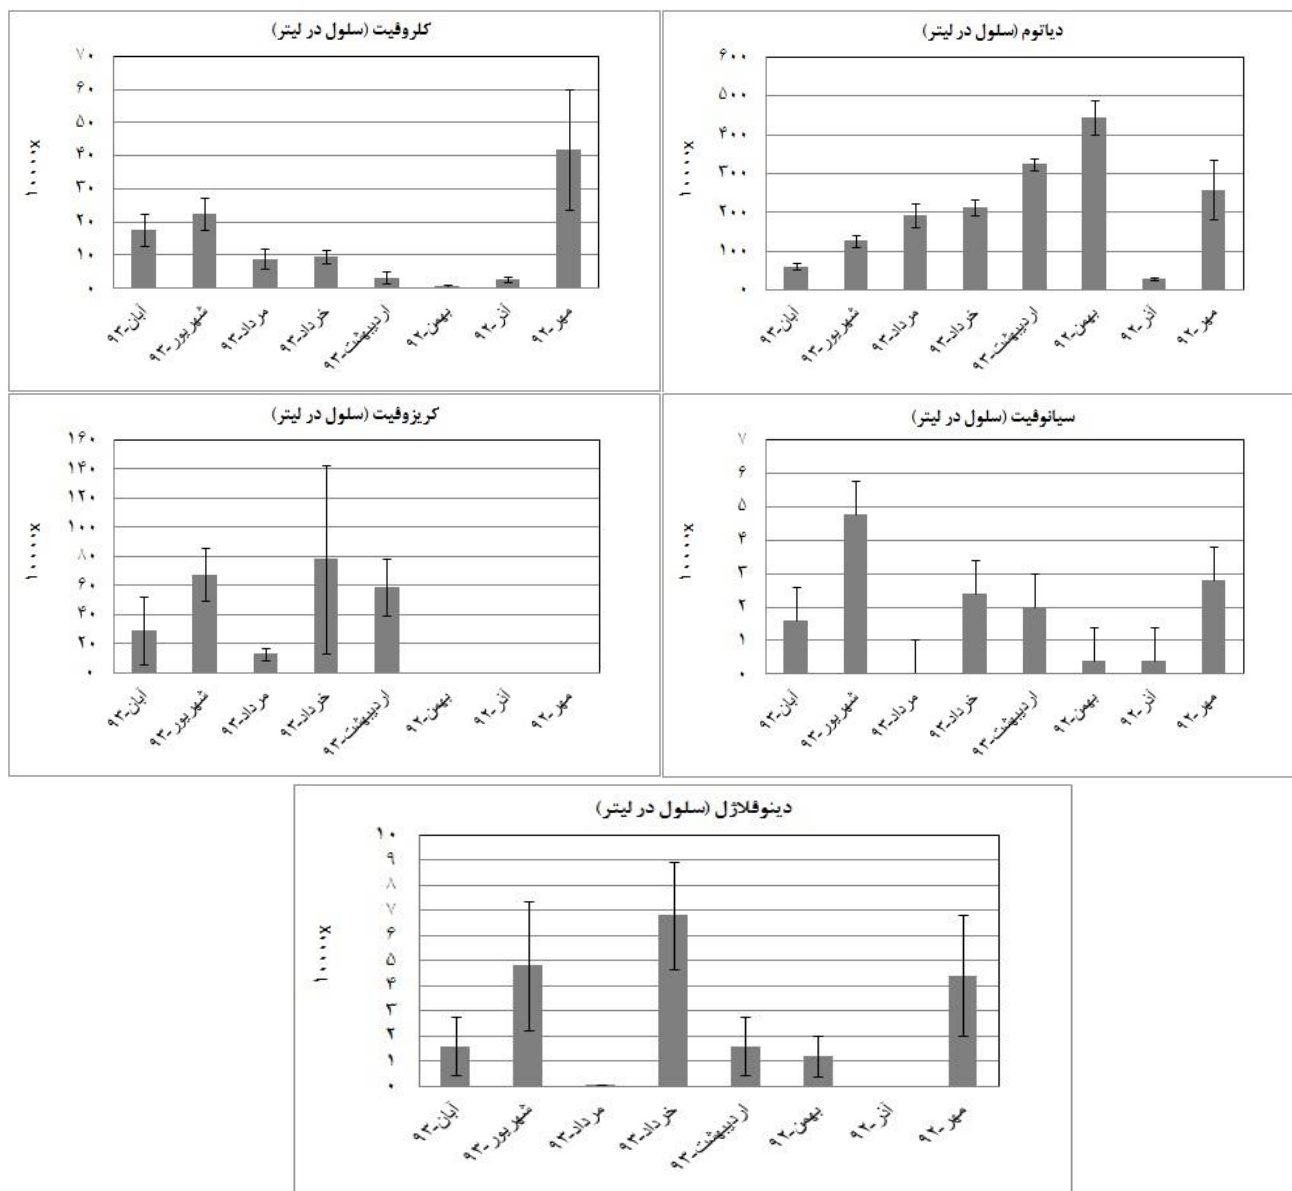 کلروفیت (سلول در لیتر)
۷۰
۶۰
۵۰
۴۰
۳۰
۲۰
۱۰
۰
۱۰۰۰۰x
آبان-۹۳
شهریور-۹۳
مرداد-۹۳
خرداد-۹۳
اردیبهشت-۹۳
بهمن-۹۲
آذر-۹۲
مهر-۹۲
دیاتوم (سلول در لیتر)
۶۰۰
۵۰۰
۴۰۰
۳۰۰
۲۰۰
۱۰۰
۰
۱۰۰۰۰x
آبان-۹۳
شهریور-۹۳
مرداد-۹۳
خرداد-۹۳
اردیبهشت-۹۳
بهمن-۹۲
آذر-۹۲
مهر-۹۲
کریزوفیت (سلول در لیتر)
۱۶۰
۱۴۰
۱۲۰
۱۰۰
۸۰
۶۰
۴۰
۲۰
۰
۱۰۰۰۰x
آبان-۹۳
شهریور-۹۳
مرداد-۹۳
خرداد-۹۳
اردیبهشت-۹۳
بهمن-۹۲
آذر-۹۲
مهر-۹۲
سیانوفیت (سلول در لیتر)
۷
۶
۵
۴
۳
۲
۱
۰
۱۰۰۰۰x
آبان-۹۳
شهریور-۹۳
مرداد-۹۳
خرداد-۹۳
اردیبهشت-۹۳
بهمن-۹۲
آذر-۹۲
مهر-۹۲
دینوفلاژل (سلول در لیتر)
۱۰
۹
۸
۷
۶
۵
۴
۳
۲
۱
۰
۱۰۰۰۰x
آبان-۹۳
شهریور-۹۳
مرداد-۹۳
خرداد-۹۳
اردیبهشت-۹۳
بهمن-۹۲
آذر-۹۲
مهر-۹۲